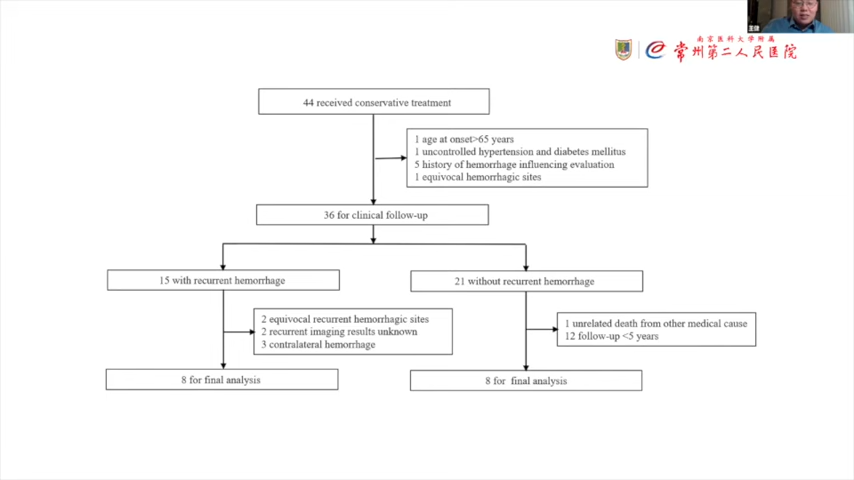 南京医科大学附属
常州第二人民医院
44 received conservative treatment
1 age at onset>65 years
1 uncontrolled hypertension and diabetes mellitus
5 history of hemorrhage influencing evaluation
1 equivocal hemorrhagic sites
36 for clinical follow-up
15 with recurrent hemorrhage
21 without recurrent hemorrhage
2 equivocal recurrent hemorrhagic sites
2 recurrent imaging results unknown
3 contralateral hemorrhage
1 unrelated death from other medical cause
12 follow-up <5 years
8 for final analysis
8 for final analysis